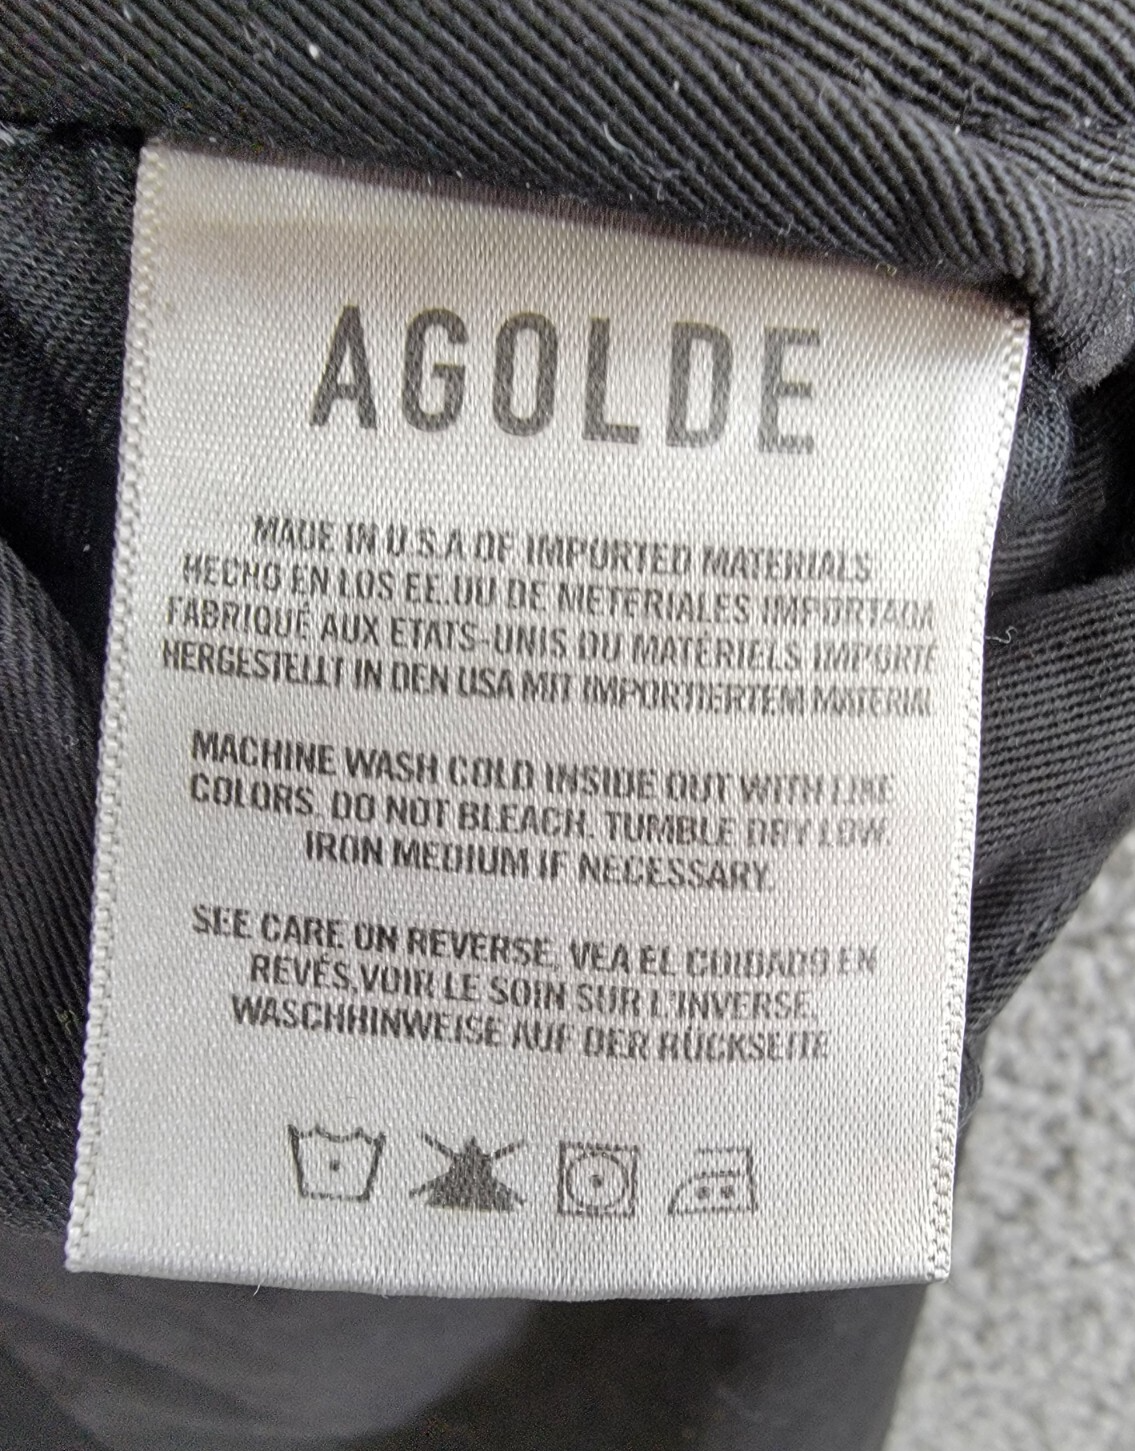 AGOLDE
MADE IN U.S.A OF IMPORTED MATERIALS
HECHO EN LOS EE.UU DE METERIALES IMPORTADA
FABRIQUÉ AUX ETATS-UNIS DU MATÉRIELS IMPORTÉ
HERGESTELLT IN DEN USA MIT IMPORTIERTEM MATERIAL
MACHINE WASH COLD INSIDE OUT WITH LIKE
COLORS. DO NOT BLEACH. TUMBLE DRY LOW.
IRON MEDIUM IF NECESSARY.
SEE CARE ON REVERSE, VEA EL CUIDADO EN
REVÉS,VOIR LE SOIN SUR L'INVERSE,
WASCHHINWEISE AUF DER RÜCKSEITE